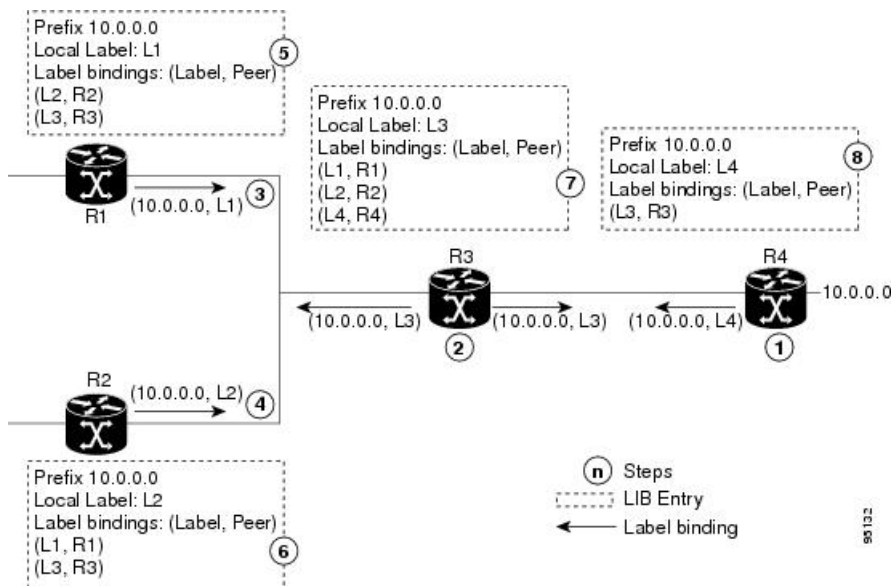 Prefix 10.0.0.0
Local Label: L1
Label bindings: (Label, Peer)
(L2, R2)
(L3, R3)
5
Prefix 10.0.0.0
Local Label: L3
Label bindings: (Label, Peer)
(L1, R1)
(L2, R2)
(L4, R4)
7
Prefix 10.0.0.0
Local Label: L4
Label bindings: (Label, Peer)
(L3, R3)
8
R1
(10.0.0.0, L1)
3
R3
(10.0.0.0, L3)
(10.0.0.0, L3)
2
R4
10.0.0.0
(10.0.0.0, L4)
1
R2
(10.0.0.0, L2)
4
Prefix 10.0.0.0
Local Label: L2
Label bindings: (Label, Peer)
(L1, R1)
(L3, R3)
6
n Steps
LIB Entry
Label binding
95132